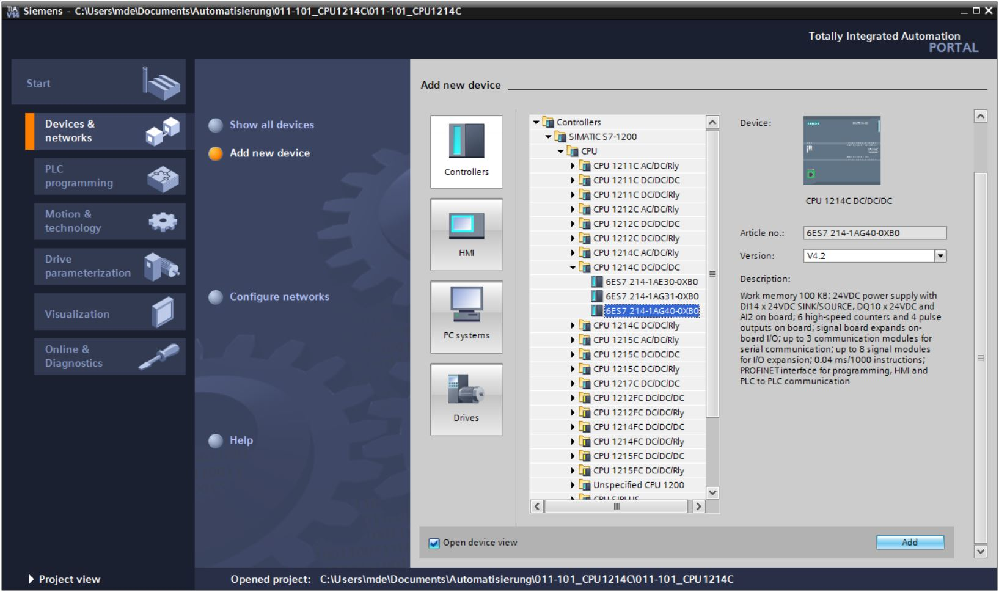 TIA
V14
Siemens - C:\Users\mde\Documents\Automatisierung\011-101_CPU1214C\011-101_CPU1214C
Totally Integrated Automation
PORTAL
Start
Devices &
networks
PLC
programming
Motion &
technology
Drive
parameterization
Visualization
Online &
Diagnostics
Show all devices
Add new device
Configure networks
Help
Add new device
Controllers
HMI
PC systems
Drives
Controllers
SIMATIC S7-1200
CPU
CPU 1211C AC/DC/Rly
CPU 1211C DC/DC/DC
CPU 1211C DC/DC/Rly
CPU 1212C AC/DC/Rly
CPU 1212C DC/DC/DC
CPU 1212C DC/DC/Rly
CPU 1214C AC/DC/Rly
CPU 1214C DC/DC/DC
6ES7 214-1AE30-0XB0
6ES7 214-1AG31-0XB0
6ES7 214-1AG40-0XB0
CPU 1214C DC/DC/Rly
CPU 1215C AC/DC/Rly
CPU 1215C DC/DC/DC
CPU 1215C DC/DC/Rly
CPU 1217C DC/DC/DC
CPU 1212FC DC/DC/DC
CPU 1212FC DC/DC/Rly
CPU 1214FC DC/DC/DC
CPU 1214FC DC/DC/Rly
CPU 1215FC DC/DC/DC
CPU 1215FC DC/DC/Rly
Unspecified CPU 1200
CPU SIPLUS
Device:
CPU 1214C DC/DC/DC
Article no.:
6ES7 214-1AG40-0XB0
Version:
V4.2
Description:
Work memory 100 KB; 24VDC power supply with
DI14 x 24VDC SINK/SOURCE, DQ10 x 24VDC and
AI2 on board; 6 high-speed counters and 4 pulse
outputs on board; signal board expands on-
board I/O; up to 3 communication modules for
serial communication; up to 8 signal modules
for I/O expansion; 0.04 ms/1000 instructions;
PROFINET interface for programming, HMI and
PLC to PLC communication
Open device view
Add
Project view
Opened project: C:\Users\mde\Documents\Automatisierung\011-101_CPU1214C\011-101_CPU1214C